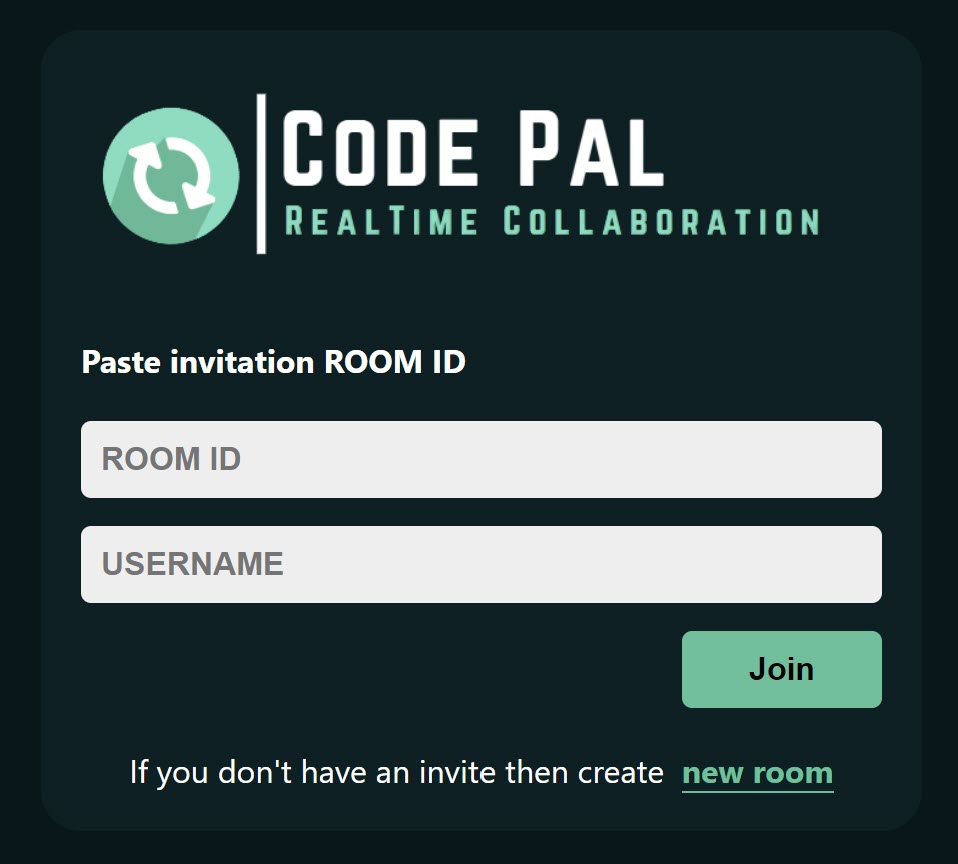 Code Pal
RealTime Collaboration
Paste invitation ROOM ID
ROOM ID
USERNAME
Join
If you don't have an invite then create new room